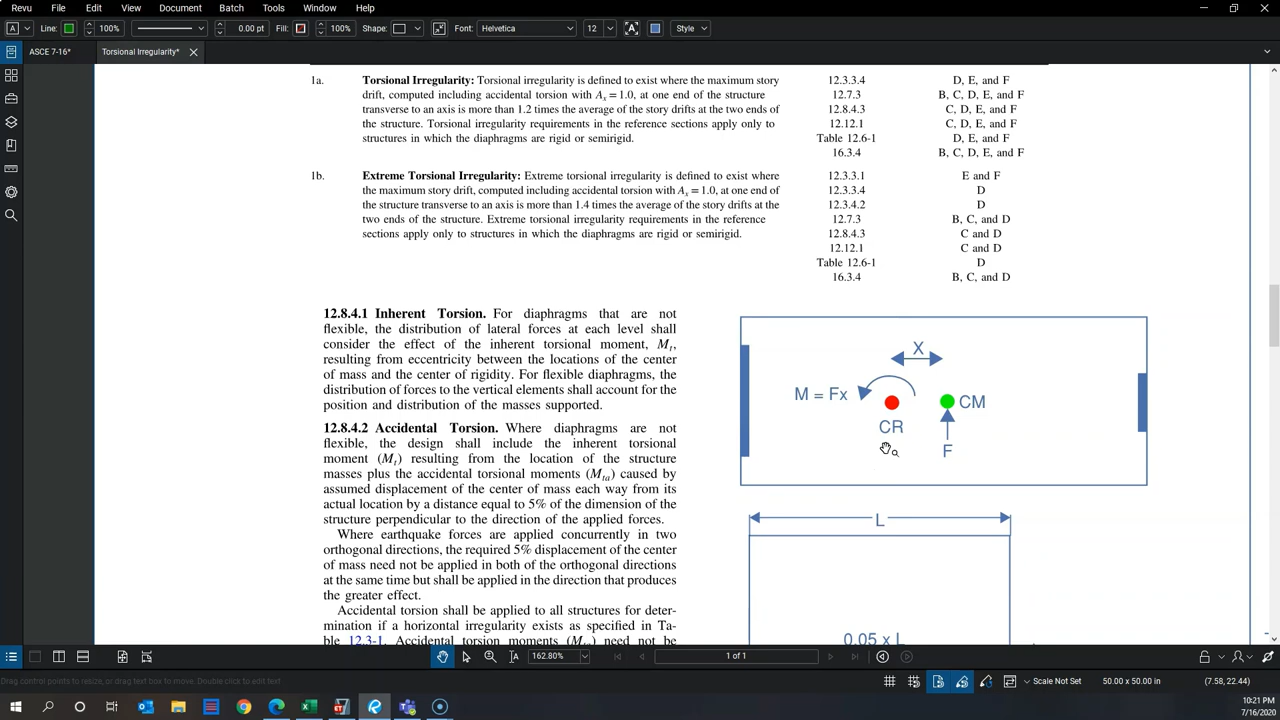 Revu File Edit View Document Batch Tools Window Help
A Line: 100% 0.00 pt Fill: 100% Shape: Font: Helvetica 12 A Style
ASCE 7-16* Torsional Irregularity*
1a. Torsional Irregularity: Torsional irregularity is defined to exist where the maximum story
drift, computed including accidental torsion with Ax = 1.0, at one end of the structure
transverse to an axis is more than 1.2 times the average of the story drifts at the two ends of
the structure. Torsional irregularity requirements in the reference sections apply only to
structures in which the diaphragms are rigid or semirigid.
12.3.3.4 D, E, and F
12.7.3 B, C, D, E, and F
12.8.4.3 C, D, E, and F
12.12.1 C, D, E, and F
Table 12.6-1 D, E, and F
16.3.4 B, C, D, E, and F
1b. Extreme Torsional Irregularity: Extreme torsional irregularity is defined to exist where
the maximum story drift, computed including accidental torsion with Ax = 1.0, at one end of
the structure transverse to an axis is more than 1.4 times the average of the story drifts at the
two ends of the structure. Extreme torsional irregularity requirements in the reference
sections apply only to structures in which the diaphragms are rigid or semirigid.
12.3.3.1 E and F
12.3.3.4 D
12.3.4.2 D
12.7.3 B, C, and D
12.8.4.3 C and D
12.12.1 C and D
Table 12.6-1 D
16.3.4 B, C, and D
12.8.4.1 Inherent Torsion. For diaphragms that are not
flexible, the distribution of lateral forces at each level shall
consider the effect of the inherent torsional moment, Mt,
resulting from eccentricity between the locations of the center
of mass and the center of rigidity. For flexible diaphragms, the
distribution of forces to the vertical elements shall account for the
position and distribution of the masses supported.
12.8.4.2 Accidental Torsion. Where diaphragms are not
flexible, the design shall include the inherent torsional
moment (Mt) resulting from the location of the structure
masses plus the accidental torsional moments (Mta) caused by
assumed displacement of the center of mass each way from its
actual location by a distance equal to 5% of the dimension of the
structure perpendicular to the direction of the applied forces.
Where earthquake forces are applied concurrently in two
orthogonal directions, the required 5% displacement of the center
of mass need not be applied in both of the orthogonal directions
at the same time but shall be applied in the direction that produces
the greater effect.
Accidental torsion shall be applied to all structures for deter-
mination if a horizontal irregularity exists as specified in Ta-
ble 12.3-1. Accidental torsion moments (Mta) need not be
X
M = Fx
CM
CR
F
L
0.05 x L
162.80% 1 of 1
Drag control points to resize, or drag text box to move. Double click to edit text.
Scale Not Set 50.00 x 50.00 in (7.58, 22.44)
10:21 PM
7/16/2020